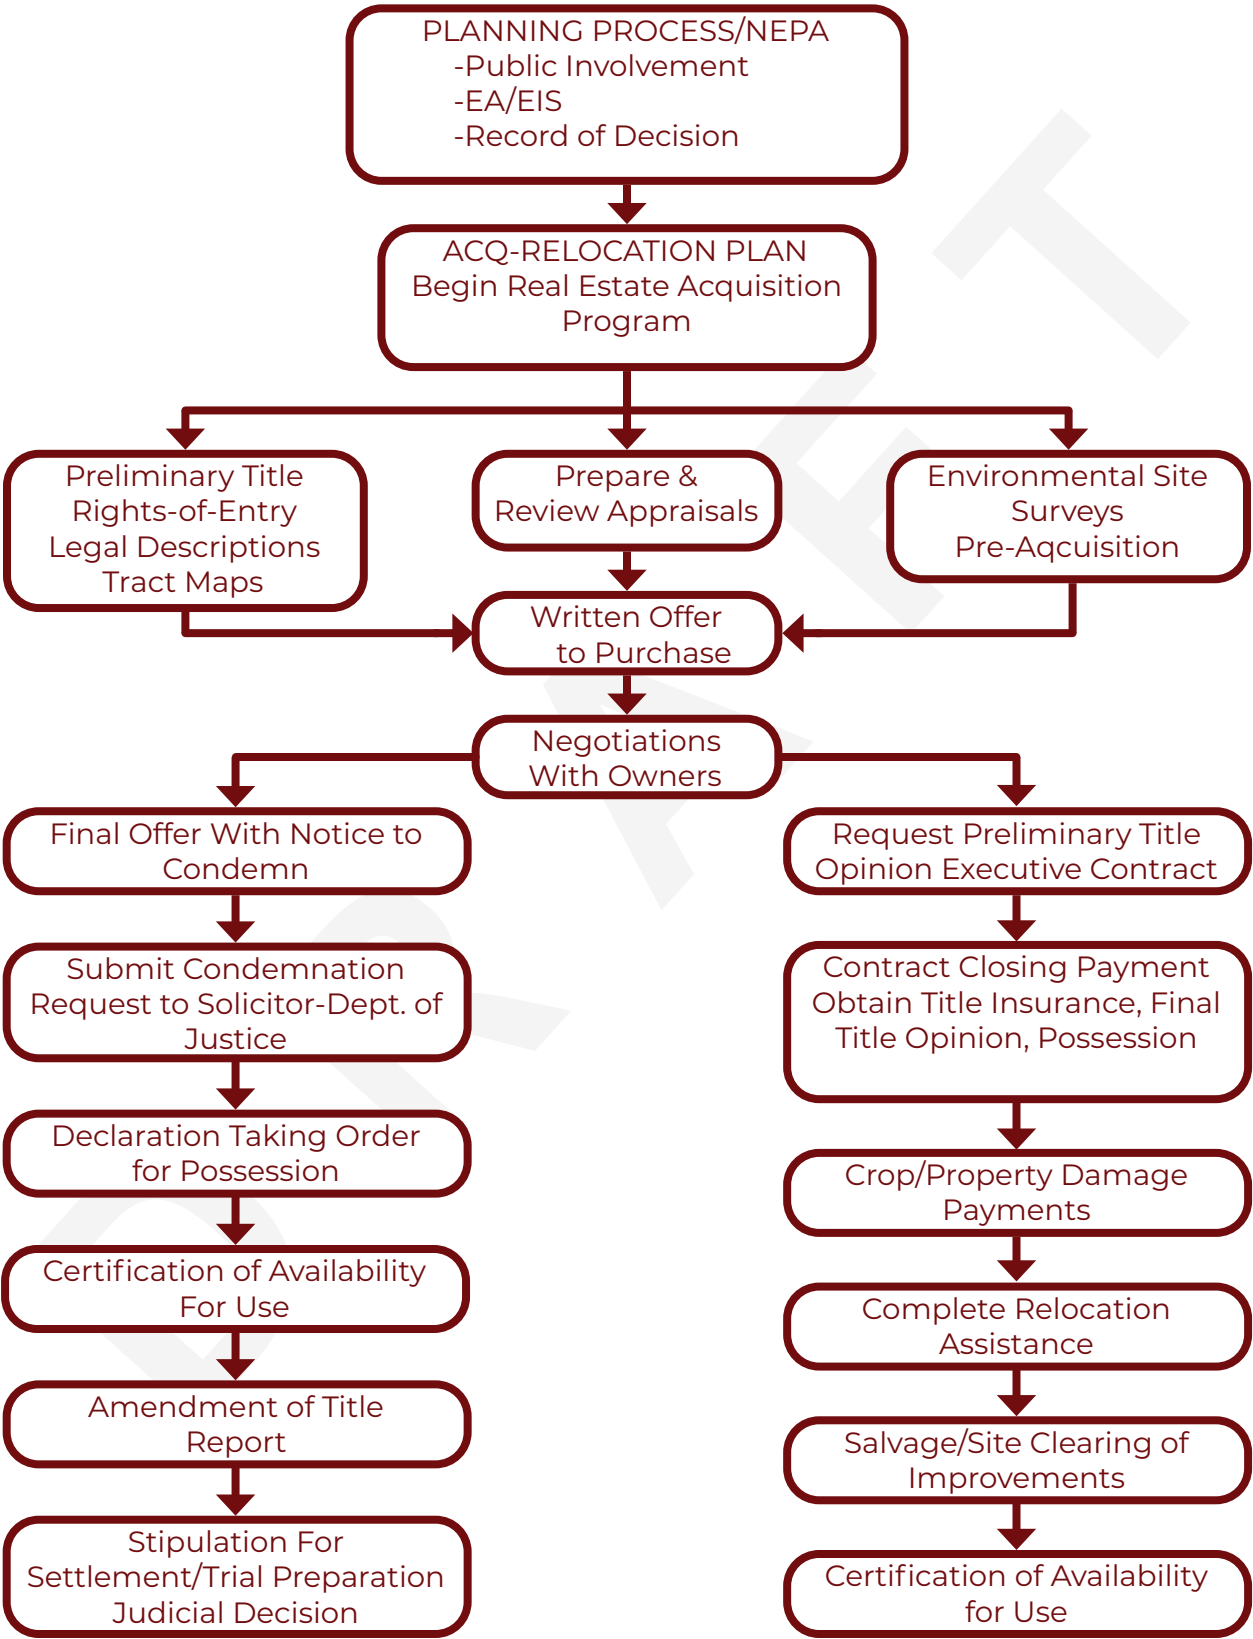 PLANNING PROCESS/NEPA
-Public Involvement
-EA/EIS
-Record of Decision
ACQ-RELOCATION PLAN
Begin Real Estate Acquisition
Program
Preliminary Title
Rights-of-Entry
Legal Descriptions
Tract Maps
Prepare &
Review Appraisals
Environmental Site
Surveys
Pre-Aqcuisition
Written Offer
to Purchase
Negotiations
With Owners
Final Offer With Notice to
Condemn
Submit Condemnation
Request to Solicitor-Dept. of
Justice
Declaration Taking Order
for Possession
Certification of Availability
For Use
Amendment of Title
Report
Stipulation For
Settlement/Trial Preparation
Judicial Decision
Request Preliminary Title
Opinion Executive Contract
Contract Closing Payment
Obtain Title Insurance, Final
Title Opinion, Possession
Crop/Property Damage
Payments
Complete Relocation
Assistance
Salvage/Site Clearing of
Improvements
Certification of Availability
for Use
DRAFT